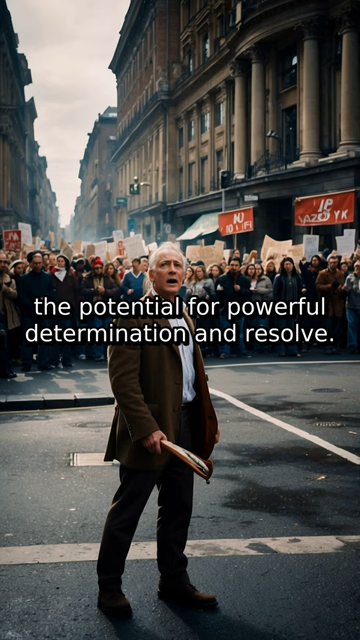 the potential for powerful
determination and resolve.